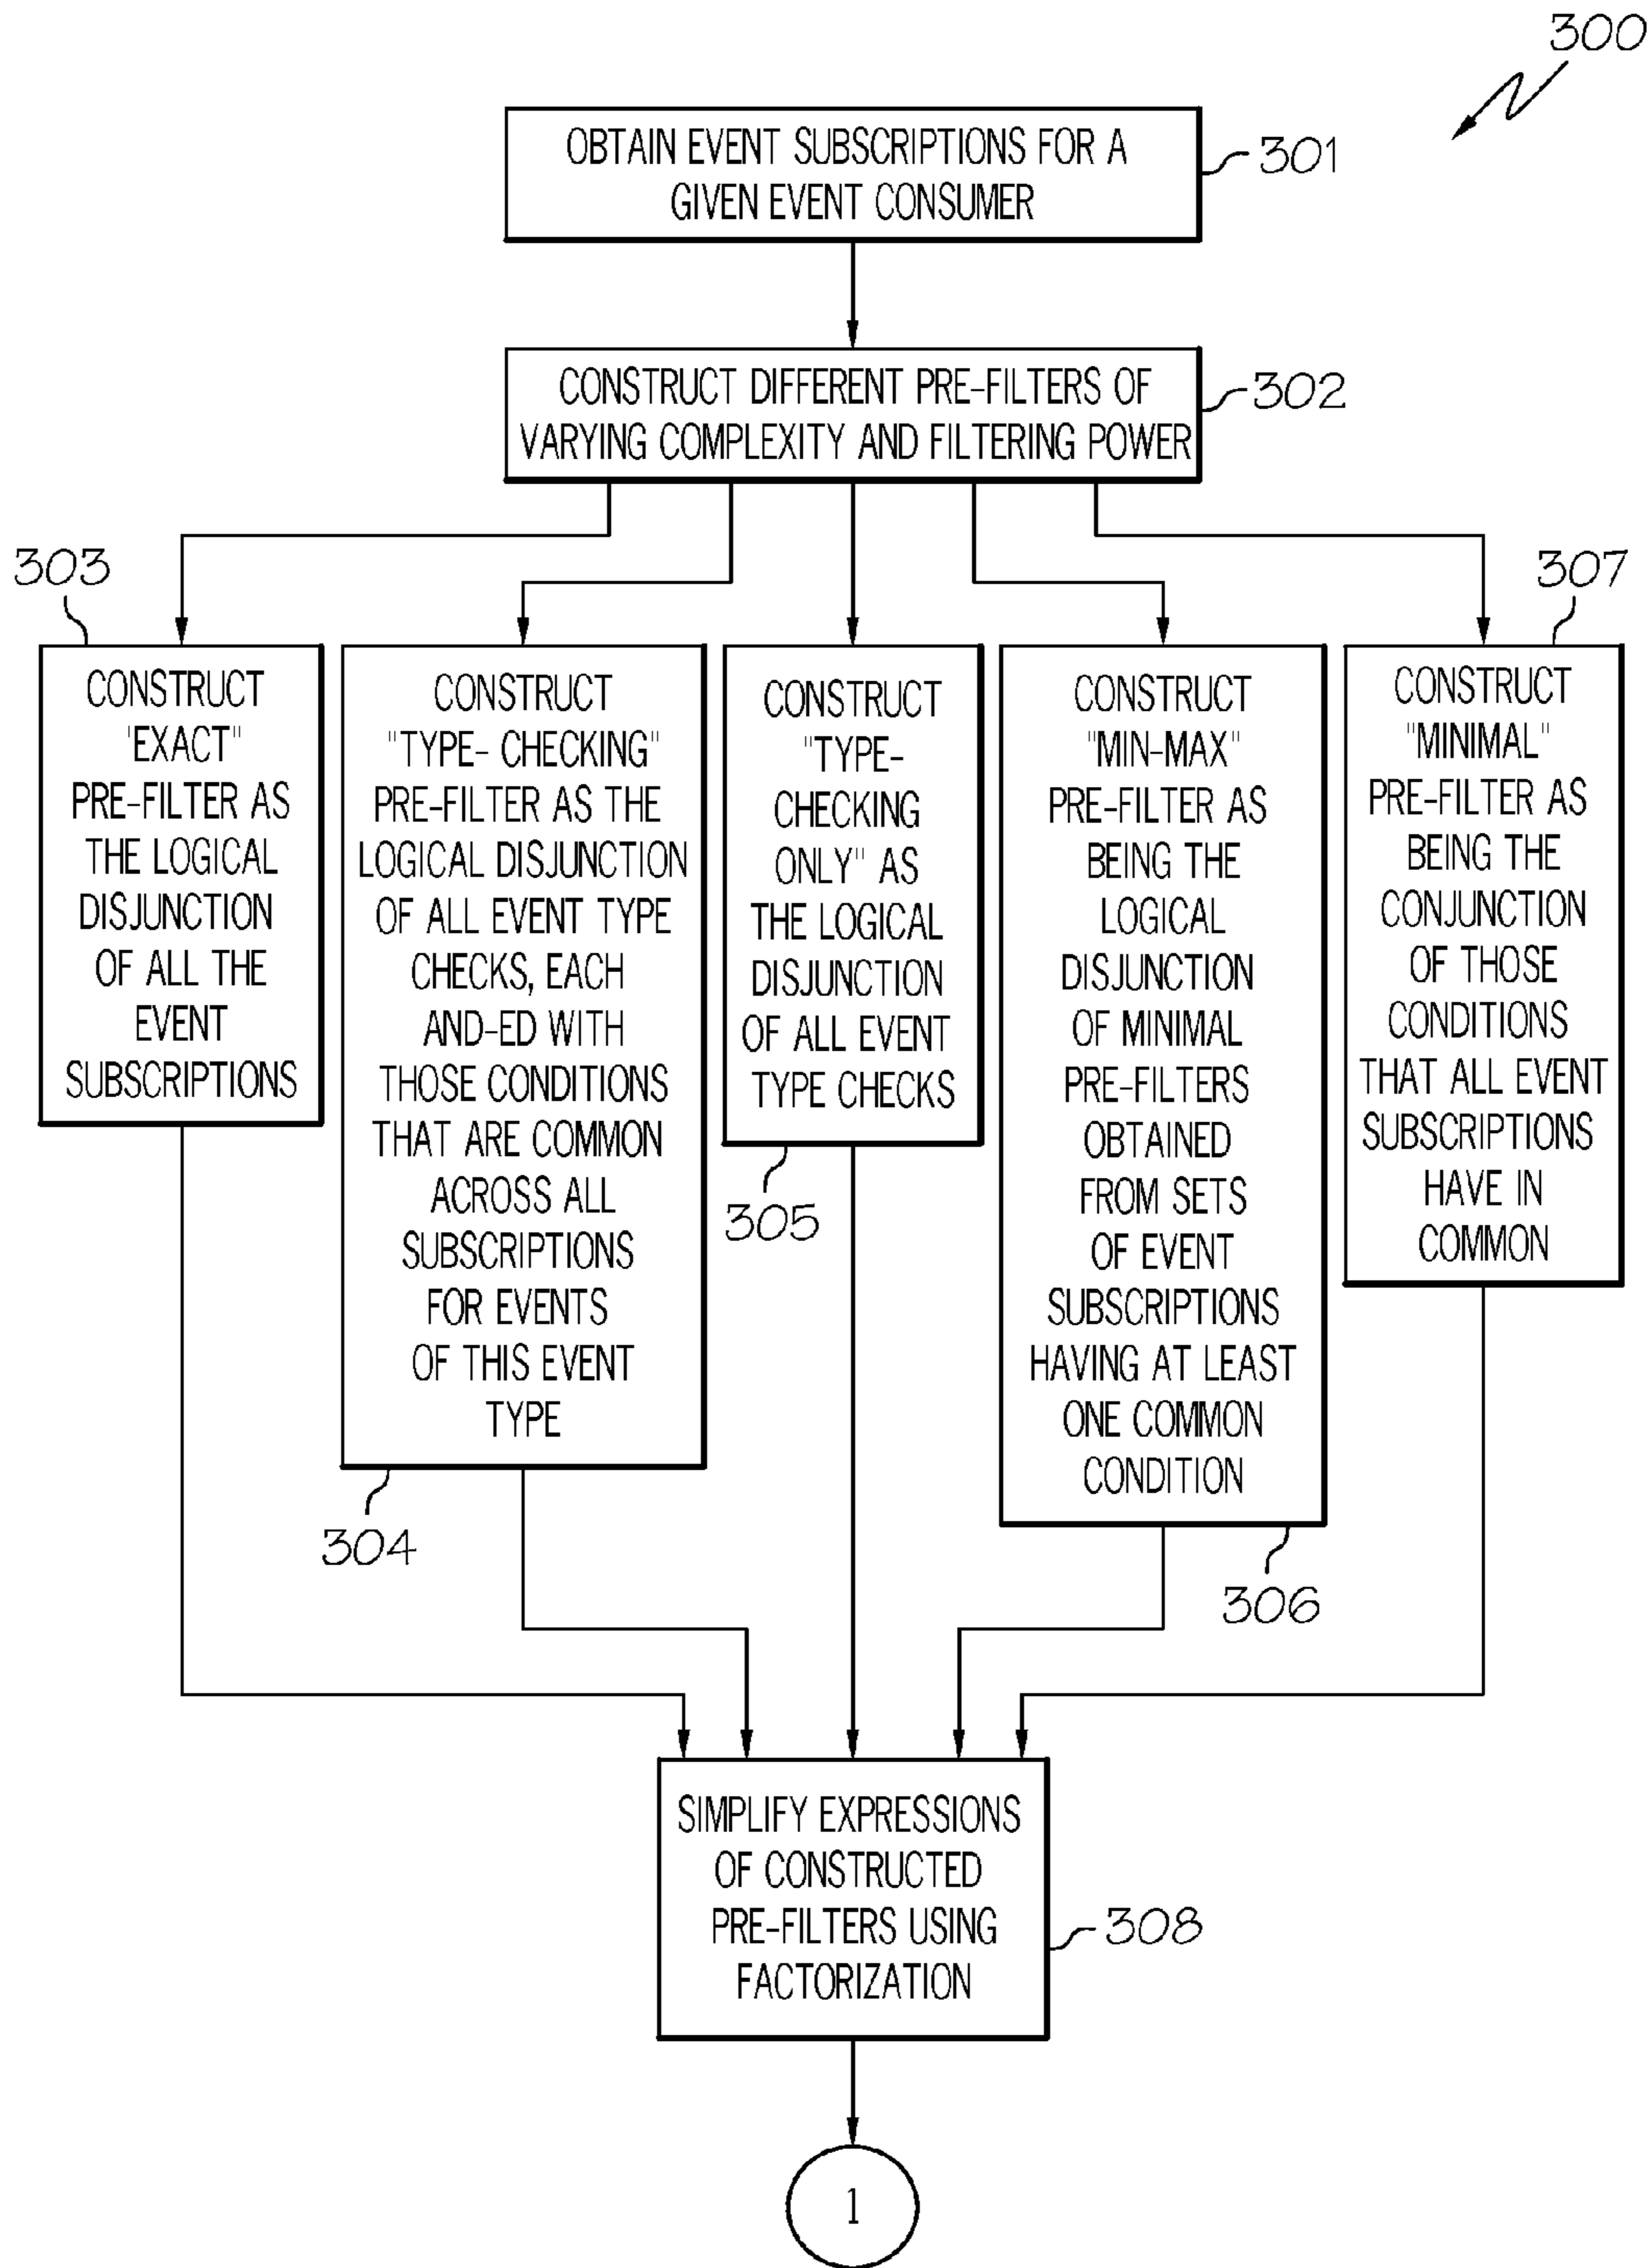 300
OBTAIN EVENT SUBSCRIPTIONS FOR A
GIVEN EVENT CONSUMER
301
CONSTRUCT DIFFERENT PRE-FILTERS OF
VARYING COMPLEXITY AND FILTERING POWER
302
303
CONSTRUCT
"EXACT"
PRE-FILTER AS
THE LOGICAL
DISJUNCTION
OF ALL THE
EVENT
SUBSCRIPTIONS
CONSTRUCT
"TYPE- CHECKING"
PRE-FILTER AS THE
LOGICAL DISJUNCTION
OF ALL EVENT TYPE
CHECKS, EACH
AND-ED WITH
THOSE CONDITIONS
THAT ARE COMMON
ACROSS ALL
SUBSCRIPTIONS
FOR EVENTS
OF THIS EVENT
TYPE
304
CONSTRUCT
"TYPE-
CHECKING
ONLY" AS
THE LOGICAL
DISJUNCTION
OF ALL EVENT
TYPE CHECKS
305
CONSTRUCT
"MIN-MAX"
PRE-FILTER AS
BEING THE
LOGICAL
DISJUNCTION
OF MINIMAL
PRE-FILTERS
OBTAINED
FROM SETS
OF EVENT
SUBSCRIPTIONS
HAVING AT LEAST
ONE COMMON
CONDITION
306
307
CONSTRUCT
"MINIMAL"
PRE-FILTER AS
BEING THE
CONJUNCTION
OF THOSE
CONDITIONS
THAT ALL EVENT
SUBSCRIPTIONS
HAVE IN
COMMON
SIMPLIFY EXPRESSIONS
OF CONSTRUCTED
PRE-FILTERS USING
FACTORIZATION
308
1